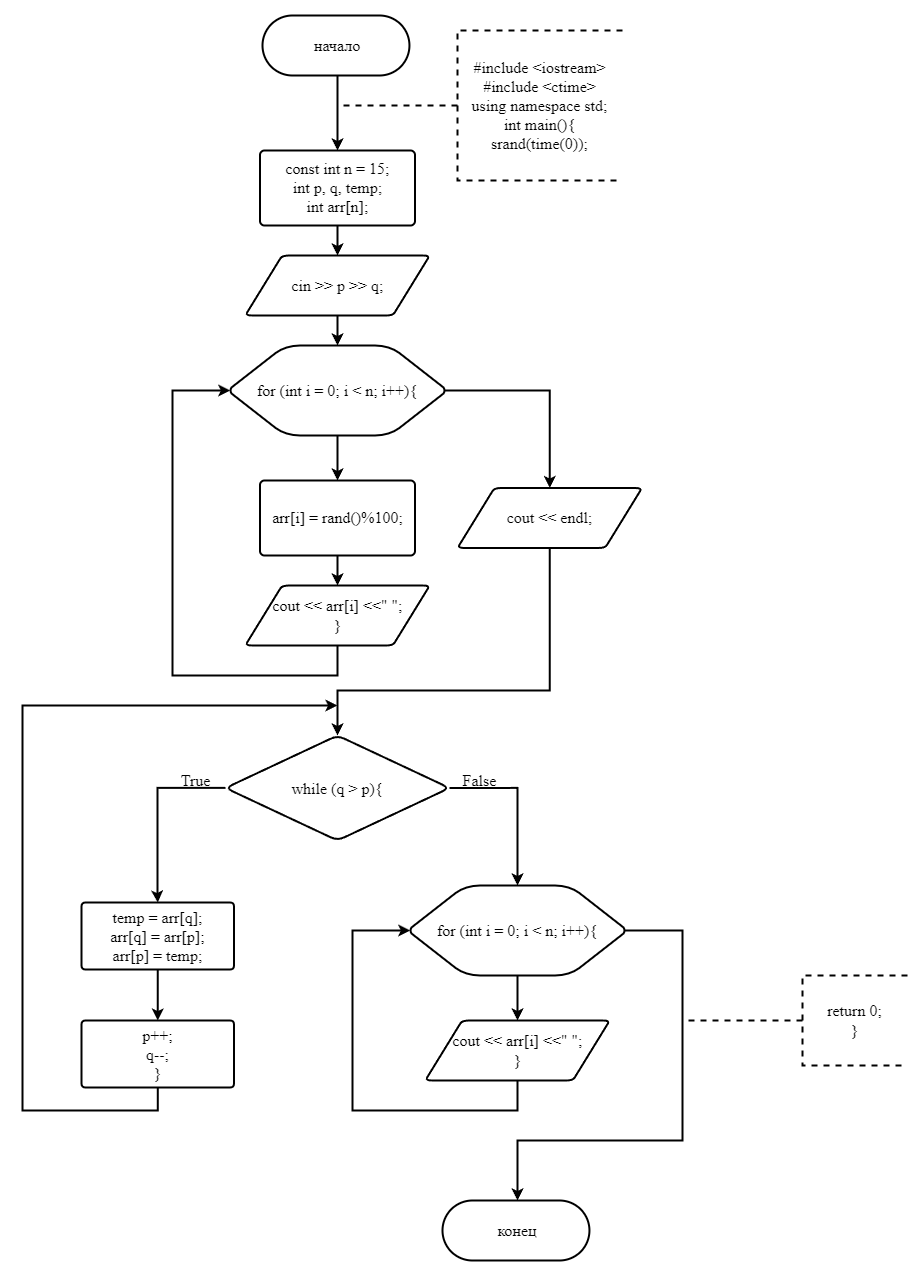 начало
#include <iostream>
#include <ctime>
using namespace std;
int main(){
srand(time(0));
const int n = 15;
int p, q, temp;
int arr[n];
cin >> p >> q;
for (int i = 0; i < n; i++){
arr[i] = rand()%100;
cout << endl;
cout << arr[i] <<" ";
}
while (q > p){
True
False
temp = arr[q];
arr[q] = arr[p];
arr[p] = temp;
p++;
q--;
}
for (int i = 0; i < n; i++){
cout << arr[i] <<" ";
}
return 0;
}
конец